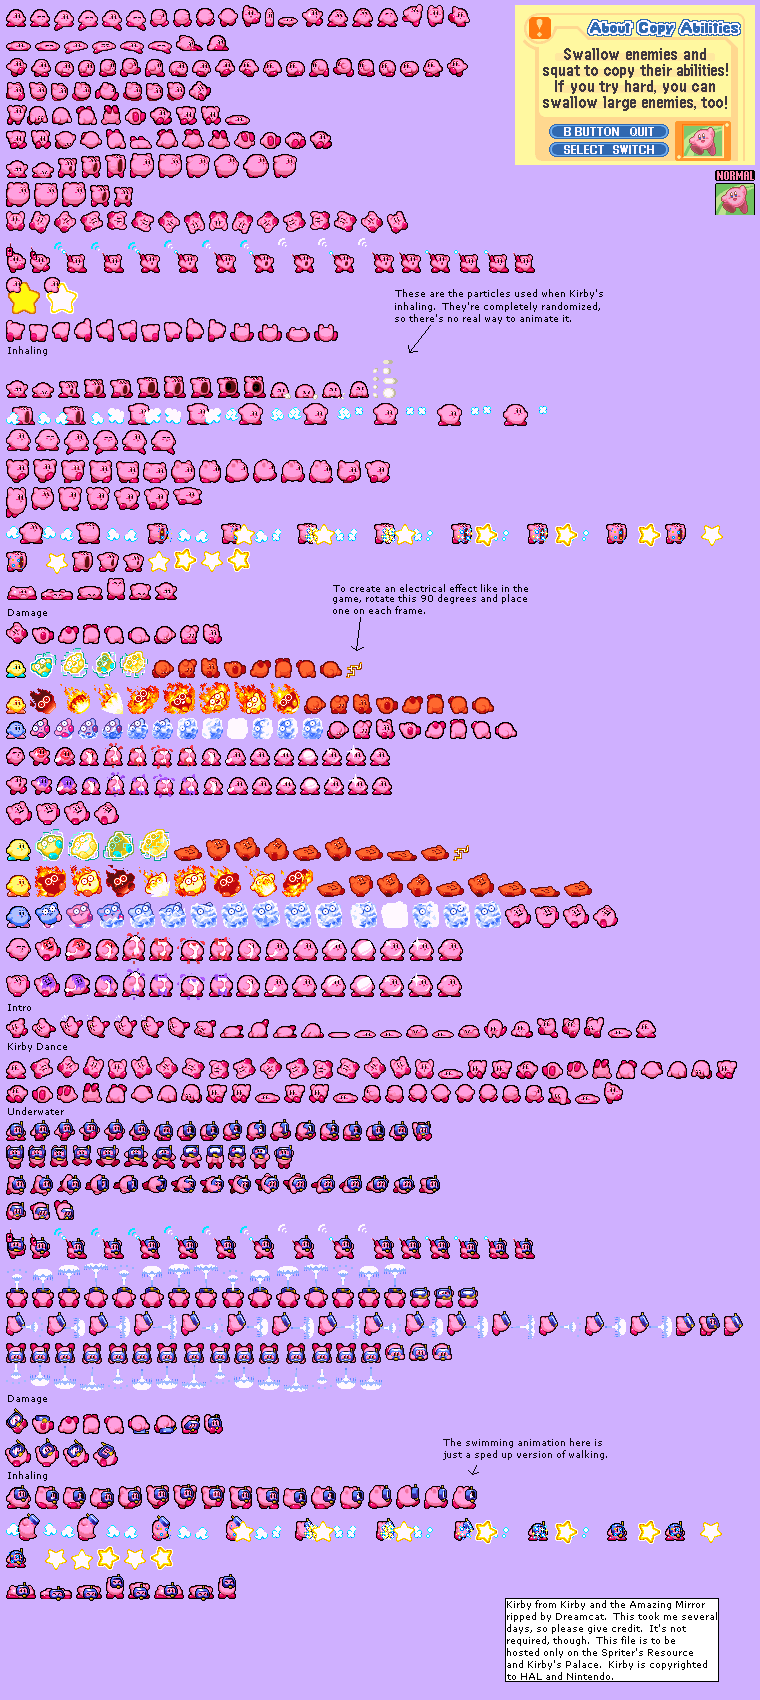 About Copy Abilities
Swallow enemies and
squat to copy their abilities!
If you try hard, you can
swallow large enemies, too!
B BUTTON QUIT
SELECT SWITCH
NORMAL
These are the particles used when Kirby's
inhaling. They're completely randomized,
so there's no real way to animate it.
Inhaling
To create an electrical effect like in the
game, rotate this 90 degrees and place
one on each frame.
Damage
Intro
Kirby Dance
Underwater
Damage
The swimming animation here is
just a sped up version of walking.
Inhaling
Kirby from Kirby and the Amazing Mirror
ripped by Dreamcat. This took me several
days, so please give credit. It's not
required, though. This file is to be
hosted only on the Spriter's Resource
and Kirby's Palace. Kirby is copyrighted
to HAL and Nintendo.